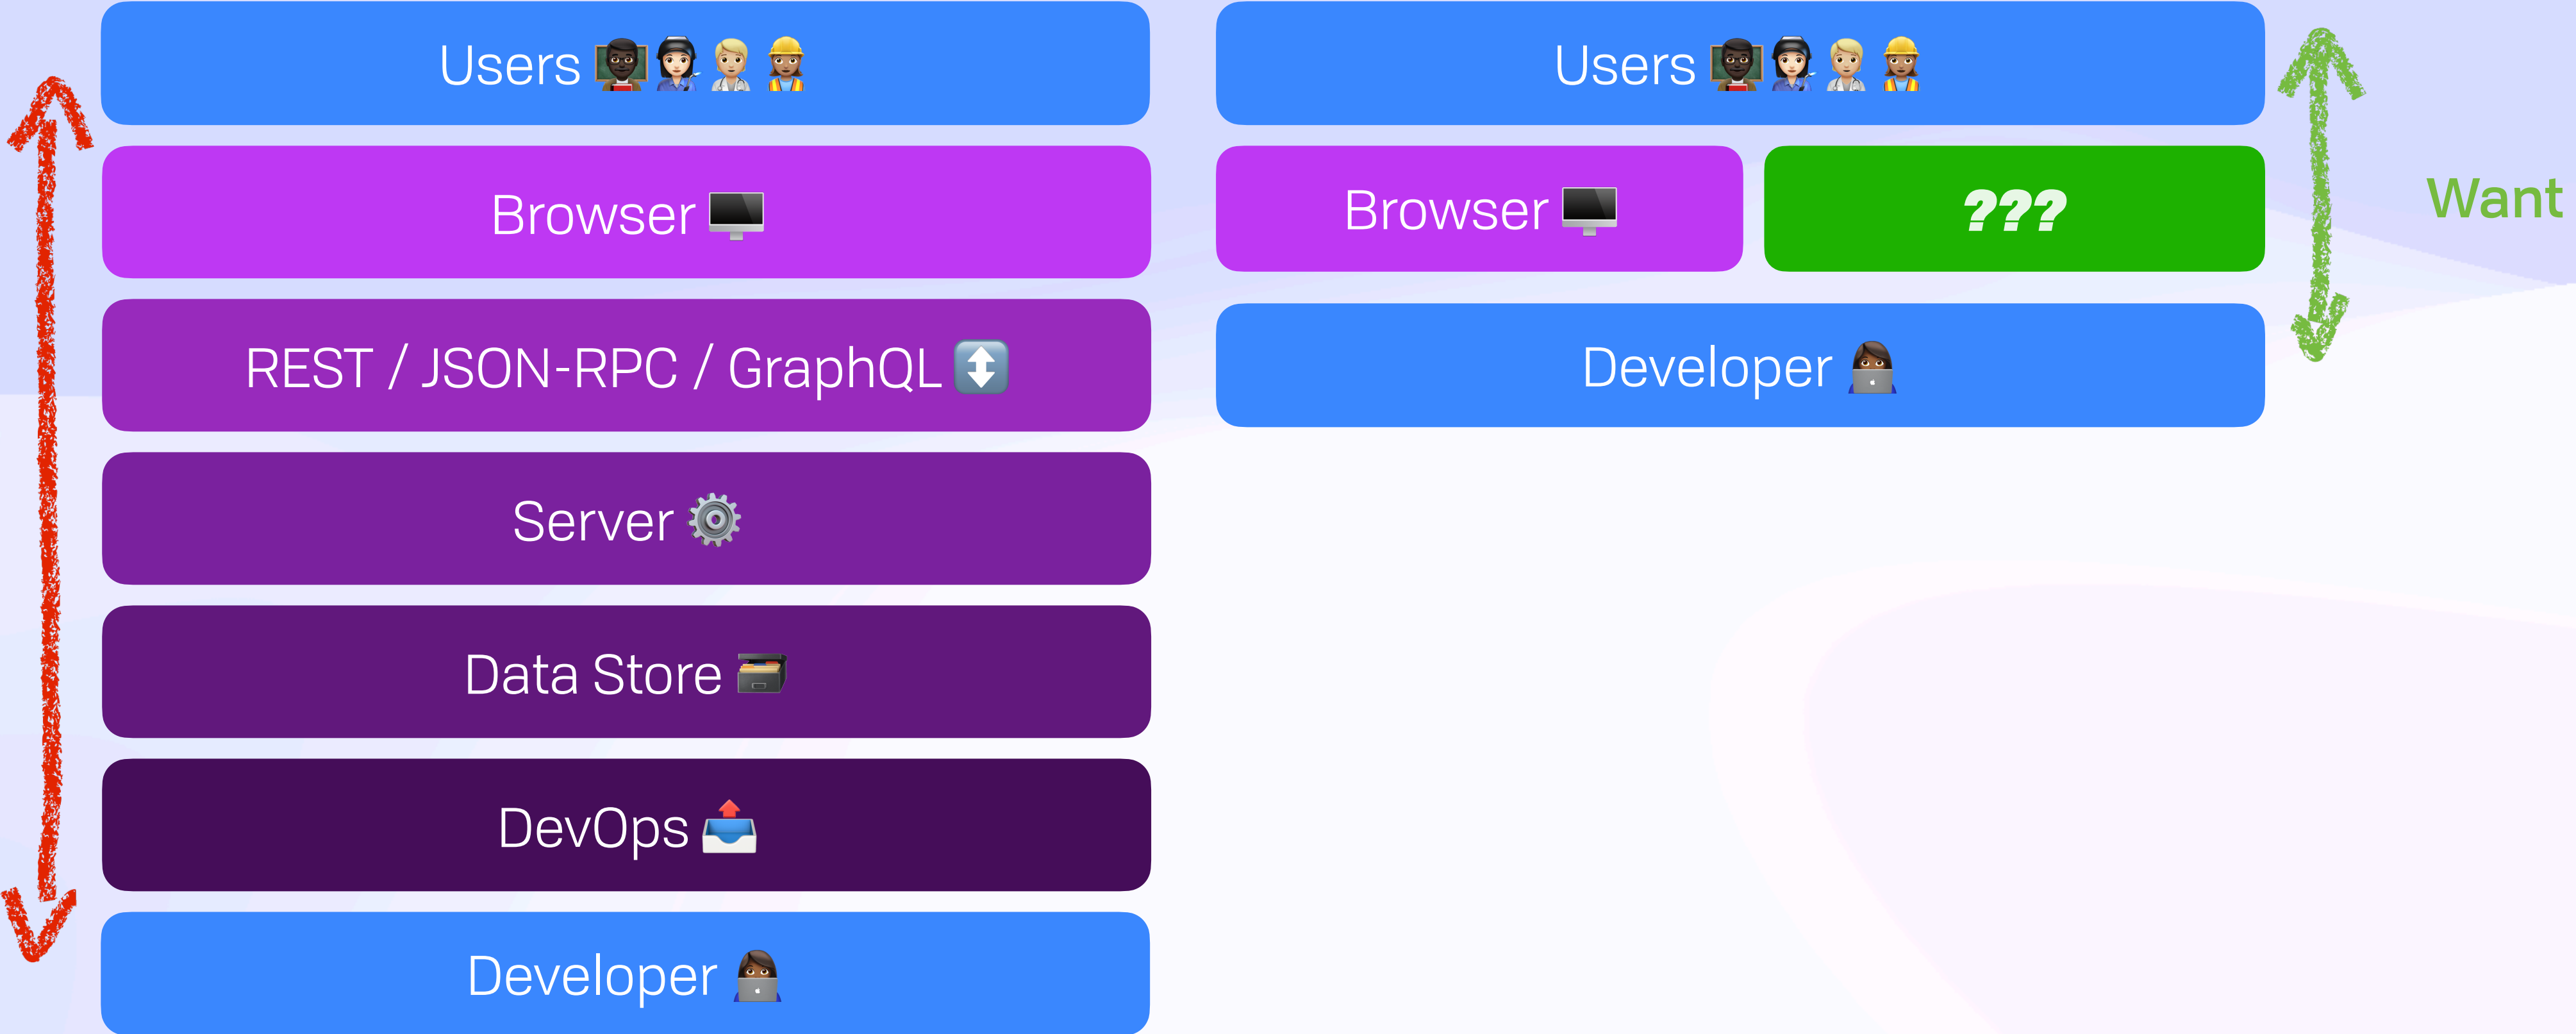 Users 👨🏿‍🏫👩🏻‍🏭🧑🏼‍⚕️👷🏽‍♀️
Browser 🖥️
REST / JSON-RPC / GraphQL ↕️
Server ⚙️
Data Store 🗃️
DevOps 📤
Developer 👩🏾‍💻
Users 👨🏿‍🏫👩🏻‍🏭🧑🏼‍⚕️👷🏽‍♀️
Browser 🖥️
???
Developer 👩🏾‍💻
Want